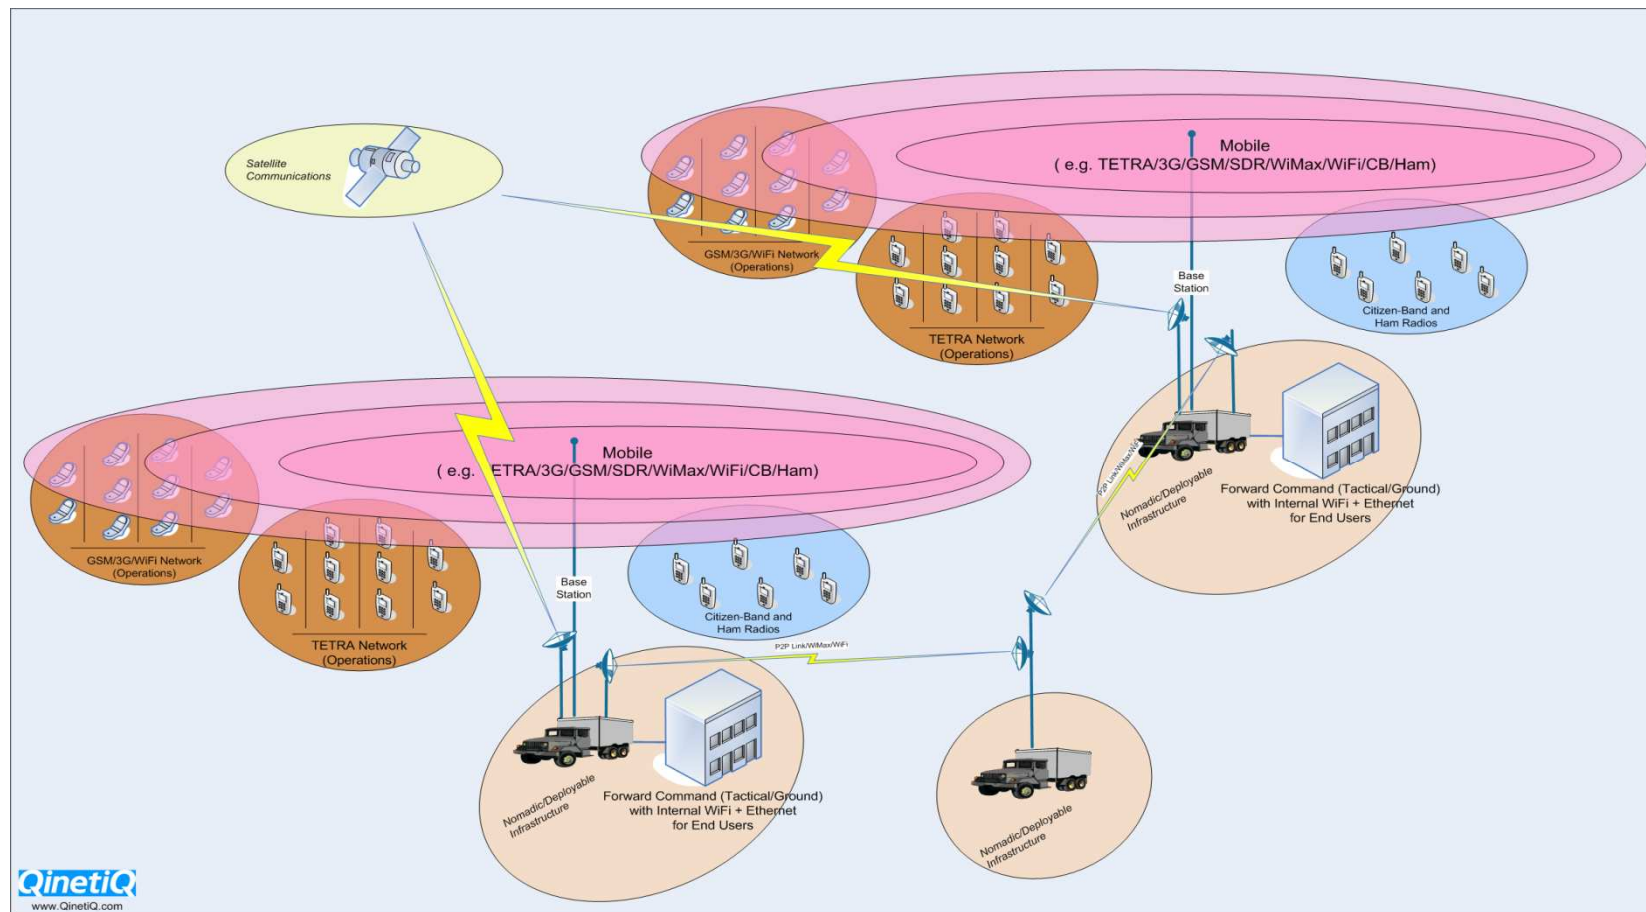 Satellite
Communications
Mobile
( e.g. TETRA/3G/GSM/SDR/WiMax/WiFi/CB/Ham)
GSM/3G/WiFi Network
(Operations)
TETRA Network
(Operations)
Base
Station
Citizen-Band and
Ham Radios
P2P Link/WiMax/WiFi
Nomadic/Deployable
Infrastructure
Forward Command (Tactical/Ground)
with Internal WiFi + Ethernet
for End Users
Mobile
( e.g. TETRA/3G/GSM/SDR/WiMax/WiFi/CB/Ham)
GSM/3G/WiFi Network
(Operations)
TETRA Network
(Operations)
Base
Station
Citizen-Band and
Ham Radios
P2P Link/WiMax/WiFi
Nomadic/Deployable
Infrastructure
Forward Command (Tactical/Ground)
with Internal WiFi + Ethernet
for End Users
Nomadic/Deployable
Infrastructure
QinetiQ
www.QinetiQ.com